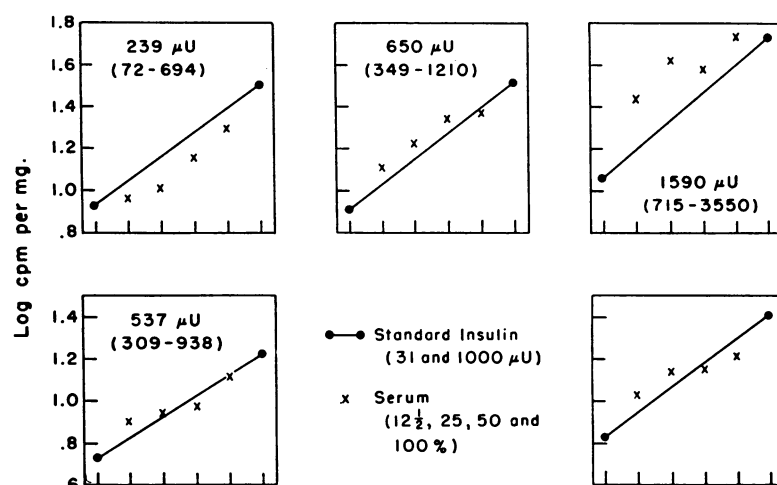 1.8
1.6
1.4
1.2
1.0
.8
239 μU
(72-694)
650 μU
(349-1210)
1590 μU
(715-3550)
Log cpm per mg.
1.4
1.2
1.0
.8
.6
537 μU
(309-938)
Standard Insulin
(31 and 1000 μU)
x Serum
(12½, 25, 50 and
100%)